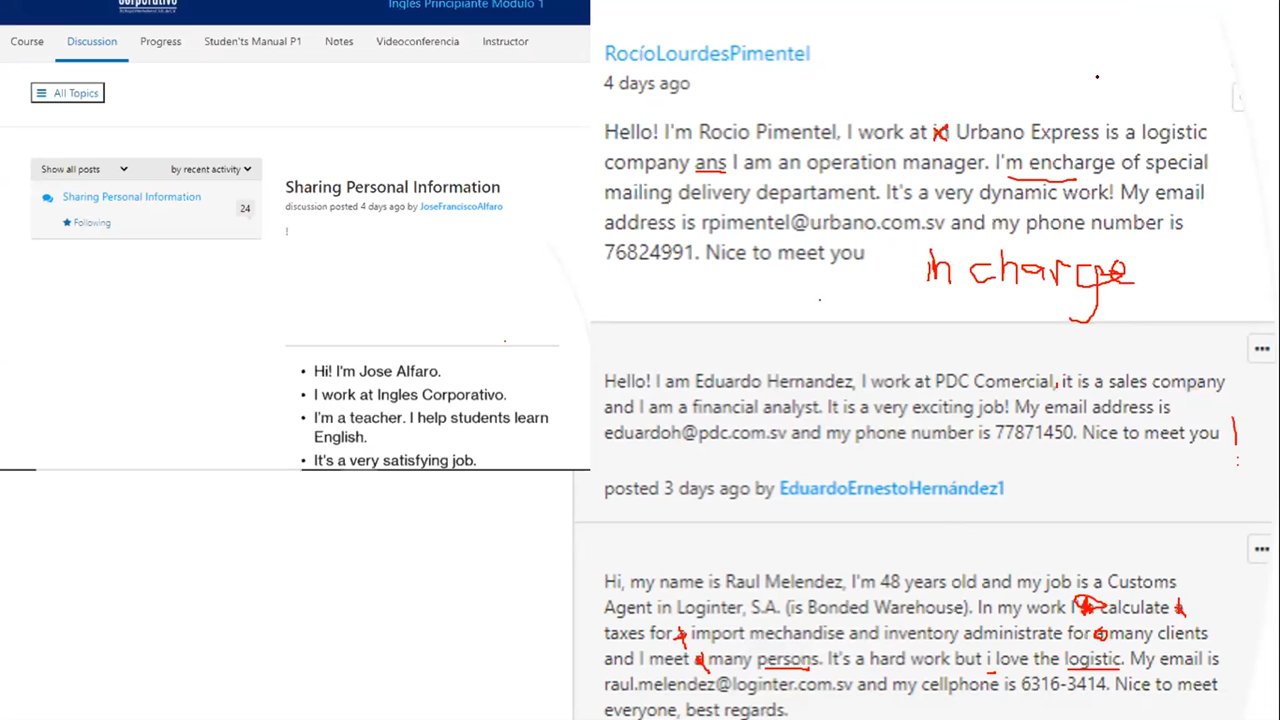 corporativo
Ingles Principiante Módulo 1
Course Discussion Progress Studen'ts Manual P1 Notes Videoconferencia Instructor
All Topics
Show all posts by recent activity
Sharing Personal Information
24
Following
Sharing Personal Information
discussion posted 4 days ago by JoseFranciscoAlfaro
!
• Hi! I'm Jose Alfaro.
• I work at Ingles Corporativo.
• I'm a teacher. I help students learn
English.
• It's a very satisfying job.
RocíoLourdesPimentel
4 days ago
Hello! I'm Rocio Pimentel, I work at Urbano Express is a logistic
company ans I am an operation manager. I'm encharge of special
mailing delivery departament. It's a very dynamic work! My email
address is rpimentel@urbano.com.sv and my phone number is
76824991. Nice to meet you
in charge
Hello! I am Eduardo Hernandez, I work at PDC Comercial, it is a sales company
and I am a financial analyst. It is a very exciting job! My email address is
eduardoh@pdc.com.sv and my phone number is 77871450. Nice to meet you !
posted 3 days ago by EduardoErnestoHernández1
Hi, my name is Raul Melendez, I'm 48 years old and my job is a Customs
Agent in Loginter, S.A. (is Bonded Warehouse). In my work I calculate
taxes for import mechandise and inventory administrate for many clients
and I meet many persons. It's a hard work but i love the logistic. My email is
raul.melendez@loginter.com.sv and my cellphone is 6316-3414. Nice to meet
everyone, best regards.